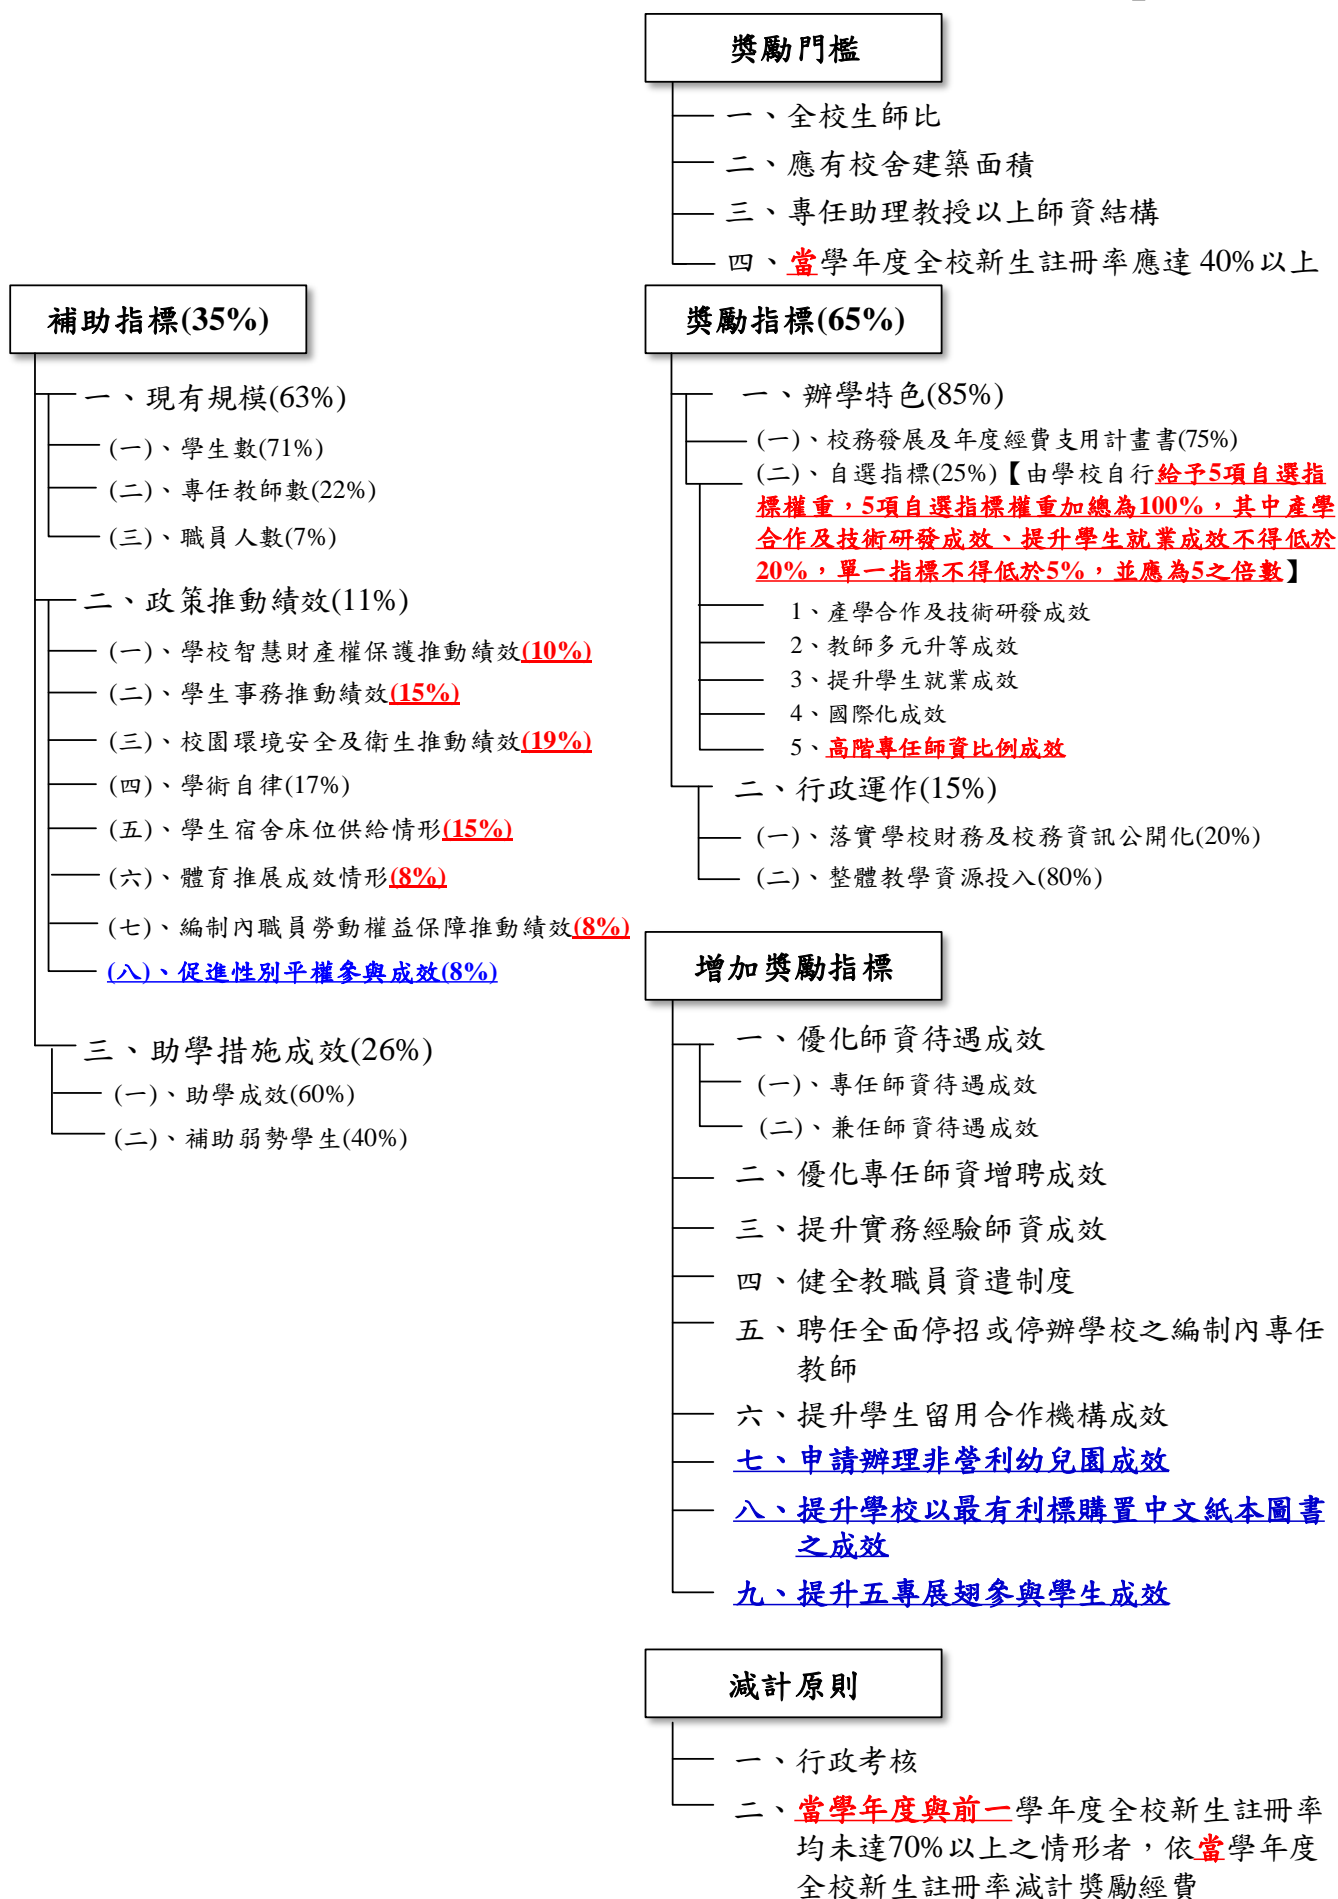 獎勵門檻
一、全校生師比
二、應有校舍建築面積
三、專任助理教授以上師資結構
四、當學年度全校新生註冊率應達 40%以上
補助指標(35%)
一、現有規模(63%)
(一)、學生數(71%)
(二)、專任教師數(22%)
(三)、職員人數(7%)
二、政策推動績效(11%)
(一)、學校智慧財產權保護推動績效(10%)
(二)、學生事務推動績效(15%)
(三)、校園環境安全及衛生推動績效(19%)
(四)、學術自律(17%)
(五)、學生宿舍床位供給情形(15%)
(六)、體育推展成效情形(8%)
(七)、編制內職員勞動權益保障推動績效(8%)
(八)、促進性別平權參與成效(8%)
三、助學措施成效(26%)
(一)、助學成效(60%)
(二)、補助弱勢學生(40%)
獎勵指標(65%)
一、辦學特色(85%)
(一)、校務發展及年度經費支用計畫書(75%)
(二)、自選指標(25%)【由學校自行給予5項自選指
標權重，5項自選指標權重加總為100%，其中產學
合作及技術研發成效、提升學生就業成效不得低於
20%，單一指標不得低於5%，並應為5之倍數】
1、產學合作及技術研發成效
2、教師多元升等成效
3、提升學生就業成效
4、國際化成效
5、高階專任師資比例成效
二、行政運作(15%)
(一)、落實學校財務及校務資訊公開化(20%)
(二)、整體教學資源投入(80%)
增加獎勵指標
一、優化師資待遇成效
(一)、專任師資待遇成效
(二)、兼任師資待遇成效
二、優化專任師資增聘成效
三、提升實務經驗師資成效
四、健全教職員資遣制度
五、聘任全面停招或停辦學校之編制內專任
教師
六、提升學生留用合作機構成效
七、申請辦理非營利幼兒園成效
八、提升學校以最有利標購置中文紙本圖書
之成效
九、提升五專展翅參與學生成效
減計原則
一、行政考核
二、當學年度與前一學年度全校新生註冊率
均未達70%以上之情形者，依當學年度
全校新生註冊率減計獎勵經費